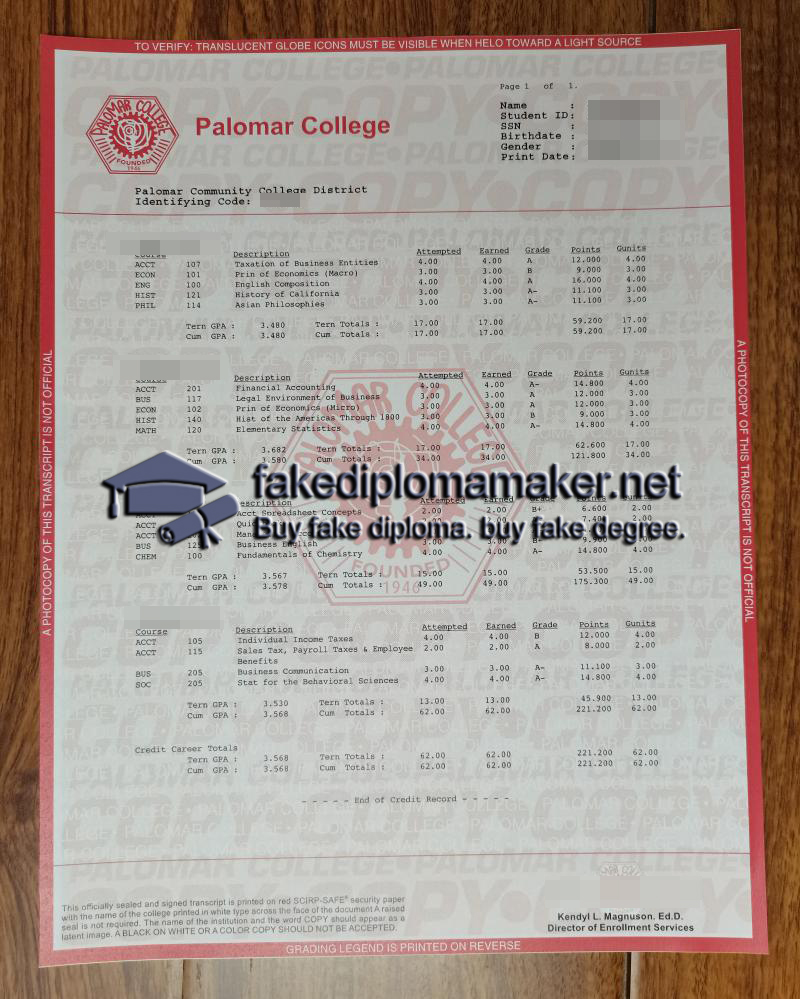 TO VERIFY: TRANSLUCENT GLOBE ICONS MUST BE VISIBLE WHEN HELO TOWARD A LIGHT SOURCE
Page 1 of 1.
PALOMAR COLLEGE
FOUNDED
1946
Palomar College
Name :
Student ID:
SSN :
Birthdate :
Gender :
Print Date:
Palomar Community College District
Identifying Code:
Description Attempted Earned Grade Points Gunits
ACCT 107 Taxation of Business Entities 4.00 4.00 A 12.000 4.00
ECON 101 Prin of Economics (Macro) 3.00 3.00 B 9.000 3.00
ENG 100 English Composition 4.00 4.00 A 16.000 4.00
HIST 121 History of California 3.00 3.00 A- 11.100 3.00
PHIL 114 Asian Philosophies 3.00 3.00 A- 11.100 3.00
Tern GPA : 3.480 Tern Totals : 17.00 17.00 59.200 17.00
Cum GPA : 3.480 Cum Totals : 17.00 17.00 59.200 17.00
Description Attempted Earned Grade Points Gunits
ACCT 201 Financial Accounting 4.00 4.00 A- 14.800 4.00
BUS 117 Legal Environment of Business 3.00 3.00 A 12.000 3.00
ECON 102 Prin of Economics (Micro) 3.00 3.00 A 12.000 3.00
HIST 140 Hist of the Americas Through 1800 3.00 3.00 B 9.000 3.00
MATH 120 Elementary Statistics 4.00 4.00 A- 14.800 4.00
Tern GPA : 3.682 Tern Totals : 17.00 17.00 62.600 17.00
Cum GPA : 3.580 Cum Totals : 34.00 34.00 121.800 34.00
fakediplomamaker.net
Buy fake diploma. buy fake degree.
Description Attempted Earned Grade Points Gunits
ACCT Acct Spreadsheet Concepts 2.00 2.00 B+ 6.600 2.00
ACCT 2.00
ACCT
BUS Business English
CHEM 100 Fundamentals of Chemistry 4.00 4.00 A- 14.800 4.00
Tern GPA : 3.567 Tern Totals : 15.00 15.00 53.500 15.00
Cum GPA : 3.578 Cum Totals : 49.00 49.00 175.300 49.00
Course Description Attempted Earned Grade Points Gunits
ACCT 105 Individual Income Taxes 4.00 4.00 B 12.000 4.00
ACCT 115 Sales Tax, Payroll Taxes & Employee 2.00 2.00 A 8.000 2.00
Benefits
BUS 205 Business Communication 3.00 3.00 A- 11.100 3.00
SOC 205 Stat for the Behavioral Sciences 4.00 4.00 A- 14.800 4.00
Tern GPA : 3.530 Tern Totals : 13.00 13.00 45.900 13.00
Cum GPA : 3.568 Cum Totals : 62.00 62.00 221.200 62.00
Credit Career Totals
Tern GPA : 3.568 Tern Totals : 62.00 62.00 221.200 62.00
Cum GPA : 3.568 Cum Totals : 62.00 62.00 221.200 62.00
- - - - - End of Credit Record - - - - -
This officially sealed and signed transcript is printed on red SCIRP-SAFE® security paper
with the name of the college printed in white type across the face of the document A raised
seal is not required. The name of the institution and the word COPY should appear as a
latent image. A BLACK ON WHITE OR A COLOR COPY SHOULD NOT BE ACCEPTED.
Kendyl L. Magnuson. Ed.D.
Director of Enrollment Services
GRADING LEGEND IS PRINTED ON REVERSE
A PHOTOCOPY OF THIS TRANSCRIPT IS NOT OFFICIAL
A PHOTOCOPY OF THIS TRANSCRIPT IS NOT OFFICIAL